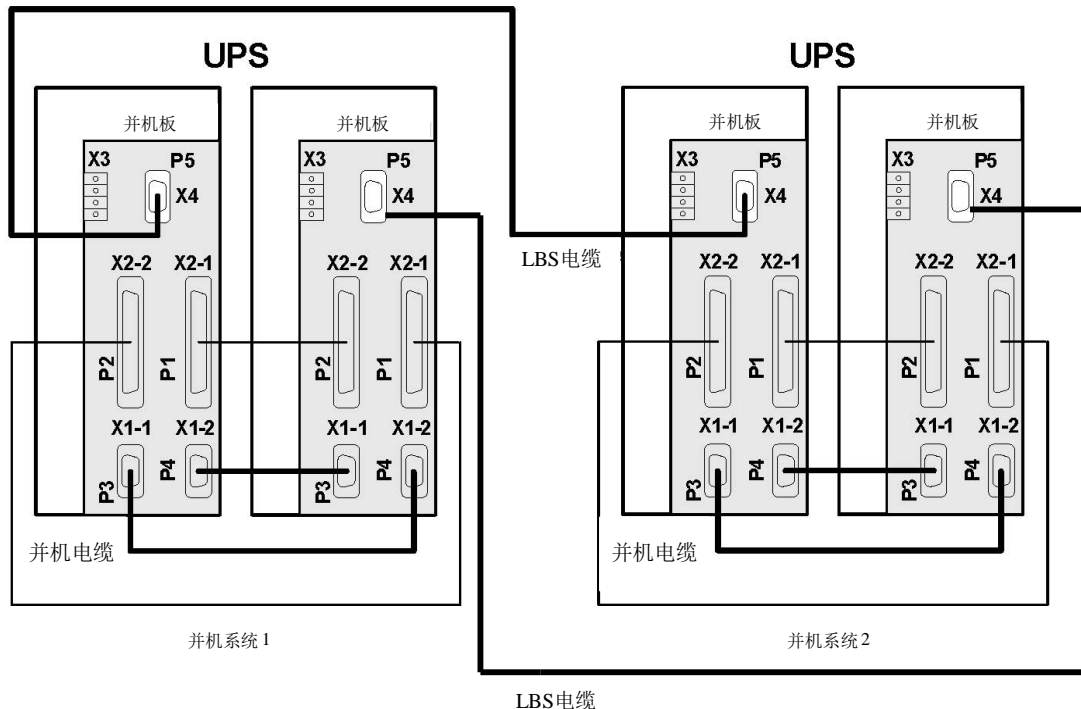 UPS
UPS
并机板
并机板
并机板
并机板
X3 P5
X3 P5
X3 P5
X3 P5
X4
X4
X4
X4
LBS电缆
X2-2 X2-1
X2-2 X2-1
X2-2 X2-1
X2-2 X2-1
P2 P1
P2 P1
P2 P1
P2 P1
X1-1 X1-2
X1-1 X1-2
X1-1 X1-2
X1-1 X1-2
P3 P4
P3 P4
P3 P4
P3 P4
并机电缆
并机电缆
并机系统1
并机系统2
LBS电缆